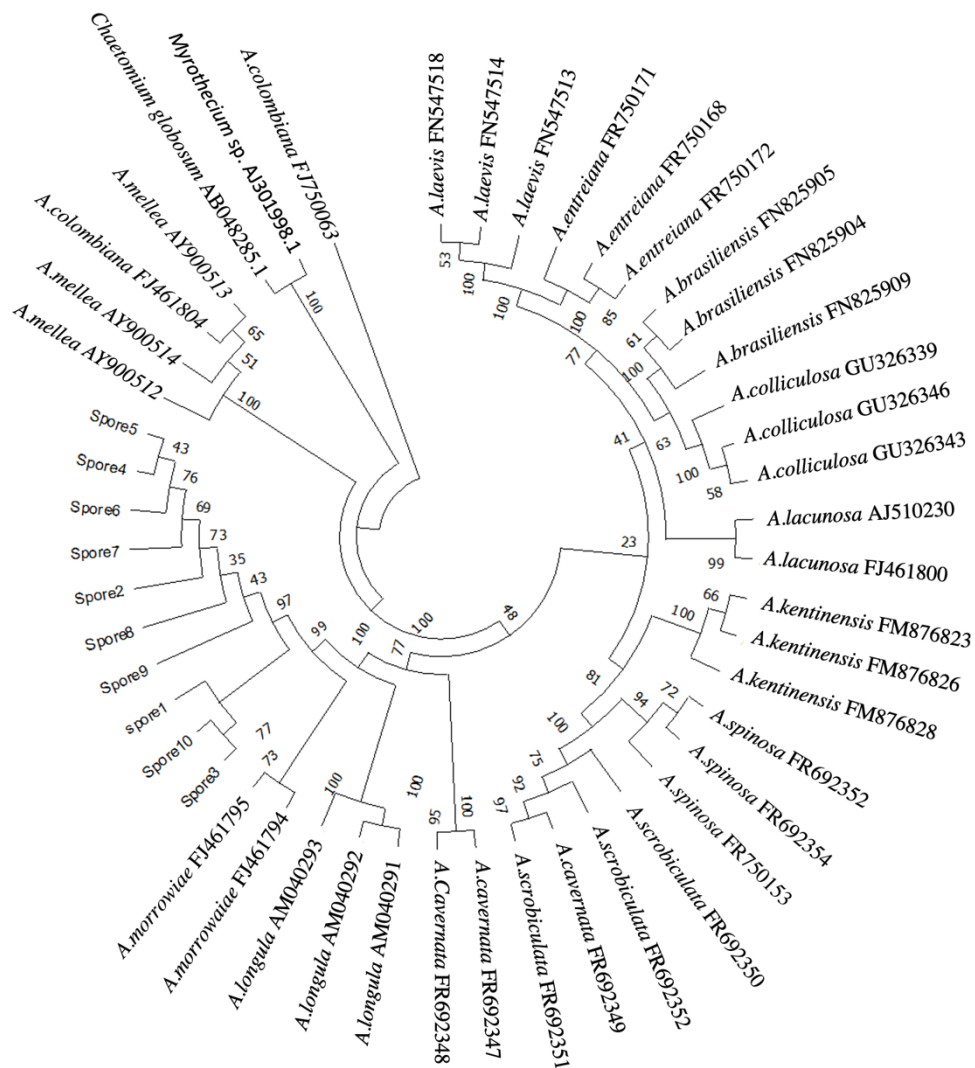 A.laevis FN547518
A.laevis FN547514
A.laevis FN547513
A.entreiana FR750171
A.entreiana FR750168
A.entreiana FR750172
A.brasiliensis FN825905
A.brasiliensis FN825904
A.brasiliensis FN825909
A.colliculosa GU326339
A.colliculosa GU326346
A.colliculosa GU326343
A.lacunosa AJ510230
A.lacunosa FJ461800
A.kentinensis FM876823
A.kentinensis FM876826
A.kentinensis FM876828
A.spinosa FR692352
A.spinosa FR692354
A.spinosa FR750153
A.scrobiculata FR692350
A.scrobiculata FR692352
A.cavernata FR692349
A.scrobiculata FR692351
A.cavernata FR692347
A.Cavernata FR692348
A.longula AM040291
A.longula AM040292
A.longula AM040293
A.morrowaiae FJ461794
A.morrowiae FJ461795
Spore3
Spore10
spore1
Spore9
Spore8
Spore2
Spore7
Spore6
Spore4
Spore5
A.mellea AY900512
A.mellea AY900514
A.colombiana FJ461804
A.mellea AY900513
Chaetomium globosum AB048285.1
Myrothecium sp. AJ301998.1
A.colombiana FJ750063
53
100
100
100
85
77
61
100
63
100
58
41
99
23
66
100
81
72
94
100
75
92
97
48
100
77
100
95
100
100
100
99
73
77
97
43
35
73
69
76
43
100
51
65
100